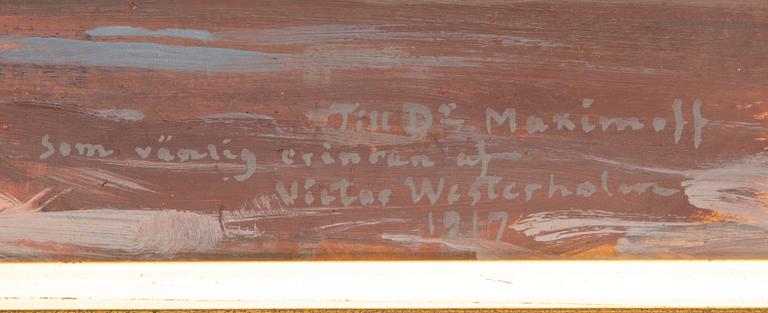 Till Dr Maximoff
som vänlig erinran af
Victor Westerholm
1917